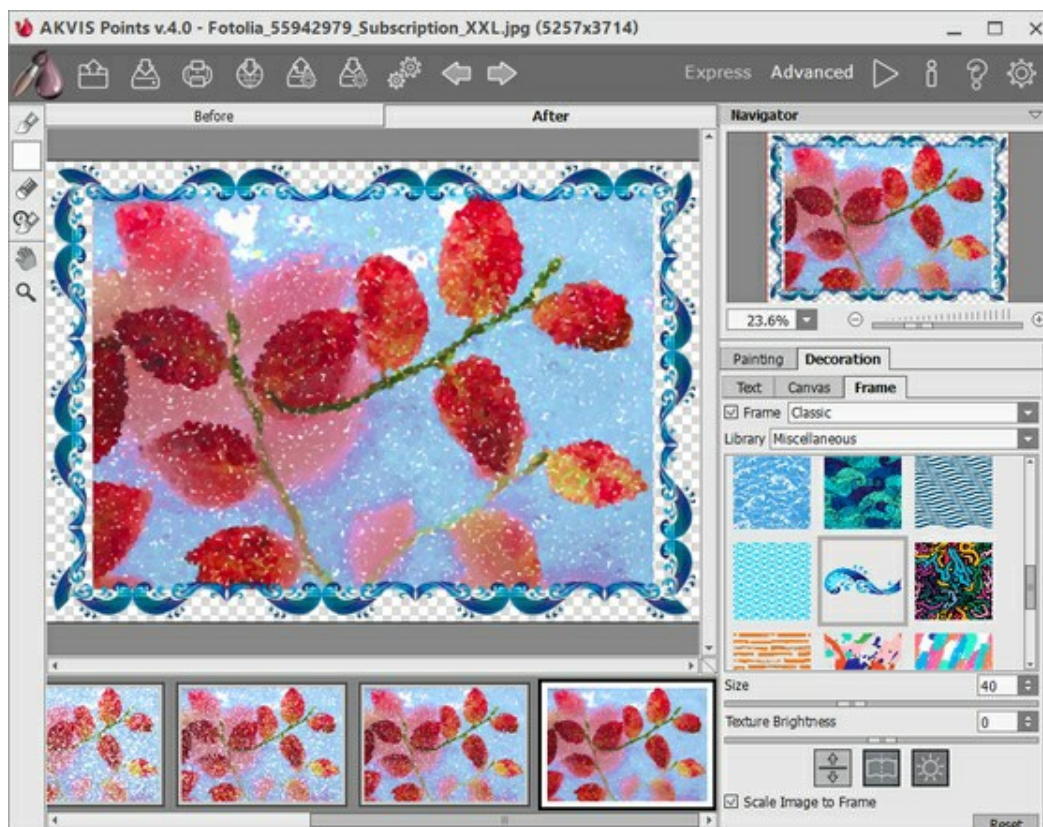 AKVIS Points v.4.0 - Fotolia_55942979_Subscription_XXL.jpg (5257x3714)
Express Advanced
Before After
Navigator
23.6%
Painting Decoration
Text Canvas Frame
Frame Classic
Library Miscellaneous
Size 40
Texture Brightness 0
Scale Image to Frame
Reset